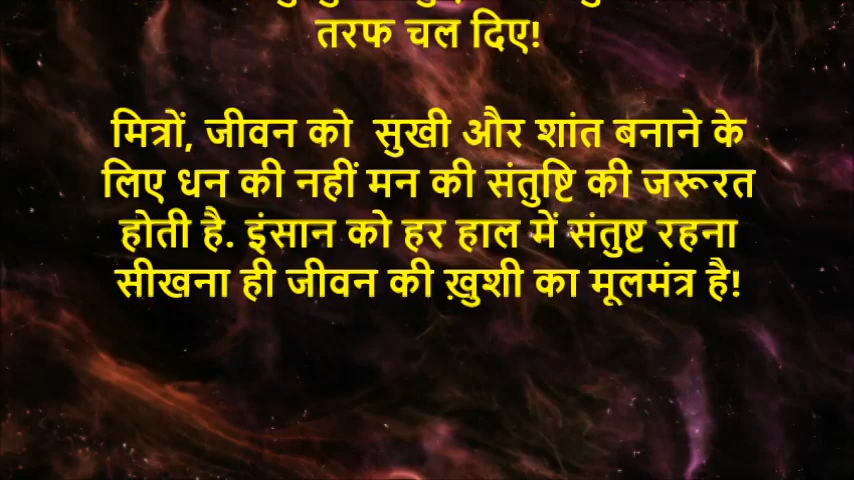 तरफ चल दिए!
मित्रों, जीवन को सुखी और शांत बनाने के
लिए धन की नहीं मन की संतुष्टि की जरूरत
होती है. इंसान को हर हाल में संतुष्ट रहना
सीखना ही जीवन की ख़ुशी का मूलमंत्र है!